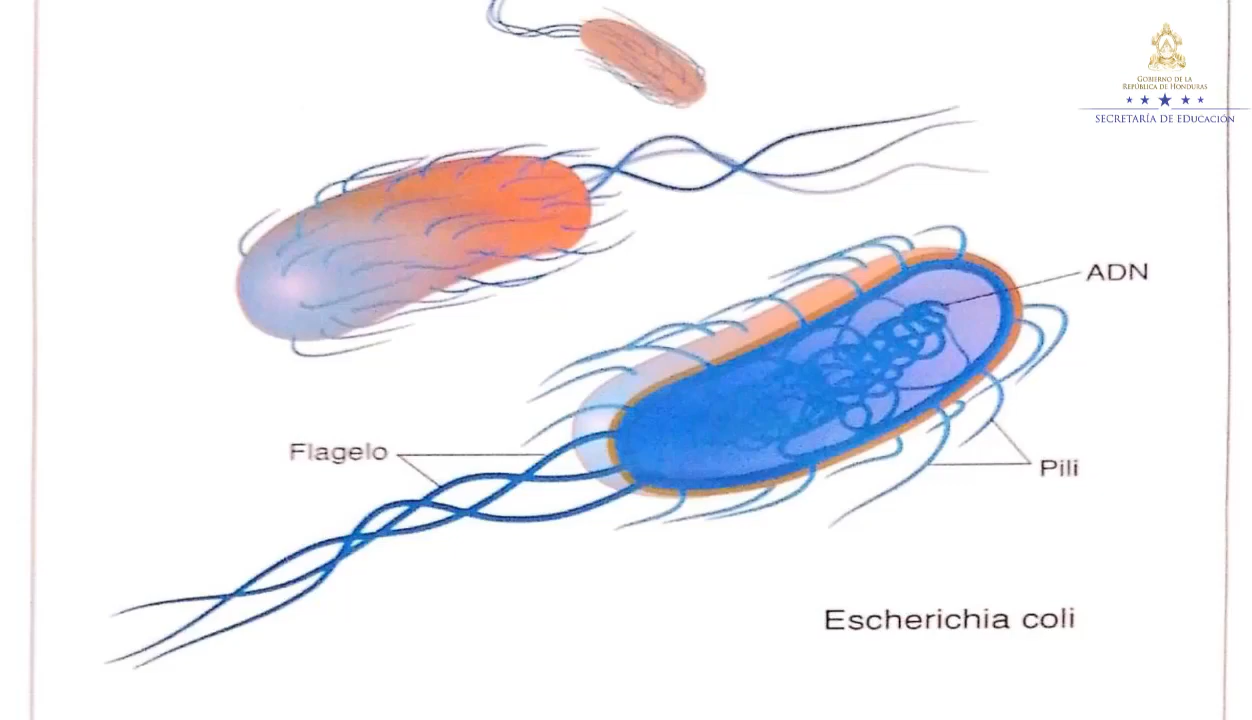 GOBIERNO DE LA
REPÚBLICA DE HONDURAS
SECRETARÍA DE EDUCACIÓN
ADN
Flagelo
Pili
Escherichia coli